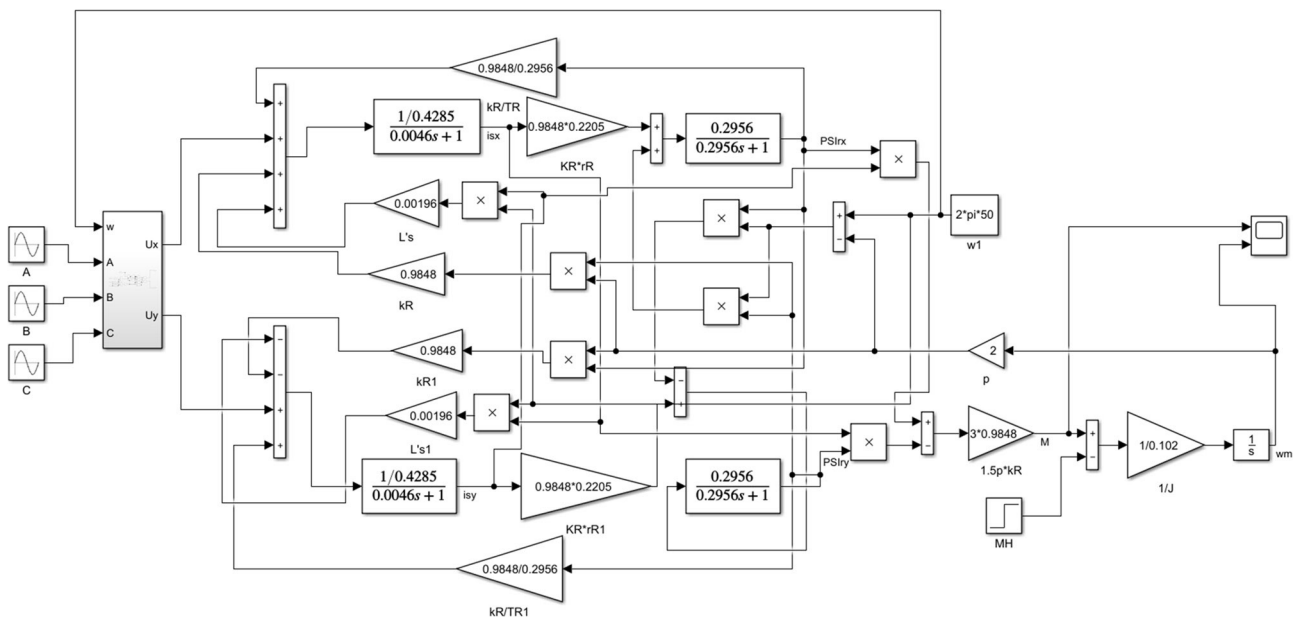 0.9848/0.2956
kR/TR
+
+
+
+
1/0.4285
0.0046s + 1
isx
0.9848*0.2205
KR*rR
+
+
0.2956
0.2956s + 1
PSIrx
×
w
A
B
C
Ux
Uy
A
B
C
0.00196
L's
×
×
+
−
2*pi*50
w1
0.9848
kR
×
×
−
−
+
+
0.9848
kR1
×
2
p
0.00196
L's1
×
−
+
×
PSIry
+
−
3*0.9848
1.5p*kR
M
+
−
1/0.102
1/J
1
s
wm
1/0.4285
0.0046s + 1
isy
0.9848*0.2205
KR*rR1
0.2956
0.2956s + 1
MH
0.9848/0.2956
kR/TR1